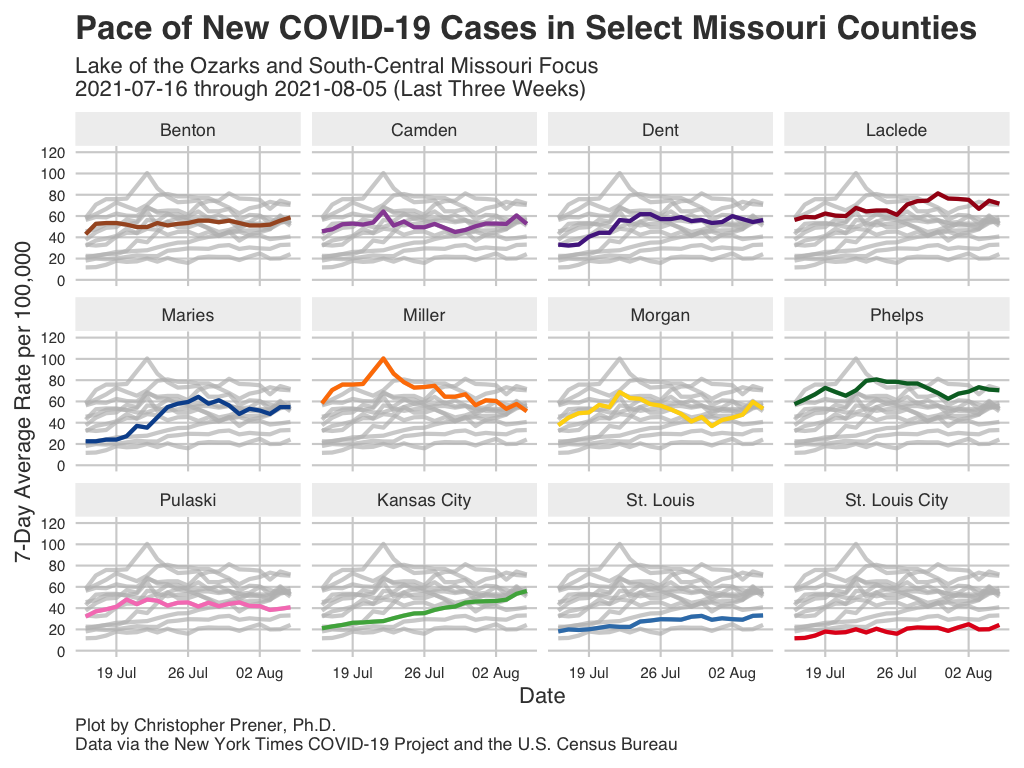 Pace of New COVID-19 Cases in Select Missouri Counties
Lake of the Ozarks and South-Central Missouri Focus
2021-07-16 through 2021-08-05 (Last Three Weeks)
7-Day Average Rate per 100,000
Benton Camden Dent Laclede
120
100
80
60
40
20
0
Maries Miller Morgan Phelps
120
100
80
60
40
20
0
Pulaski Kansas City St. Louis St. Louis City
120
100
80
60
40
20
0
19 Jul 26 Jul 02 Aug 19 Jul 26 Jul 02 Aug 19 Jul 26 Jul 02 Aug 19 Jul 26 Jul 02 Aug
Date
Plot by Christopher Prener, Ph.D.
Data via the New York Times COVID-19 Project and the U.S. Census Bureau